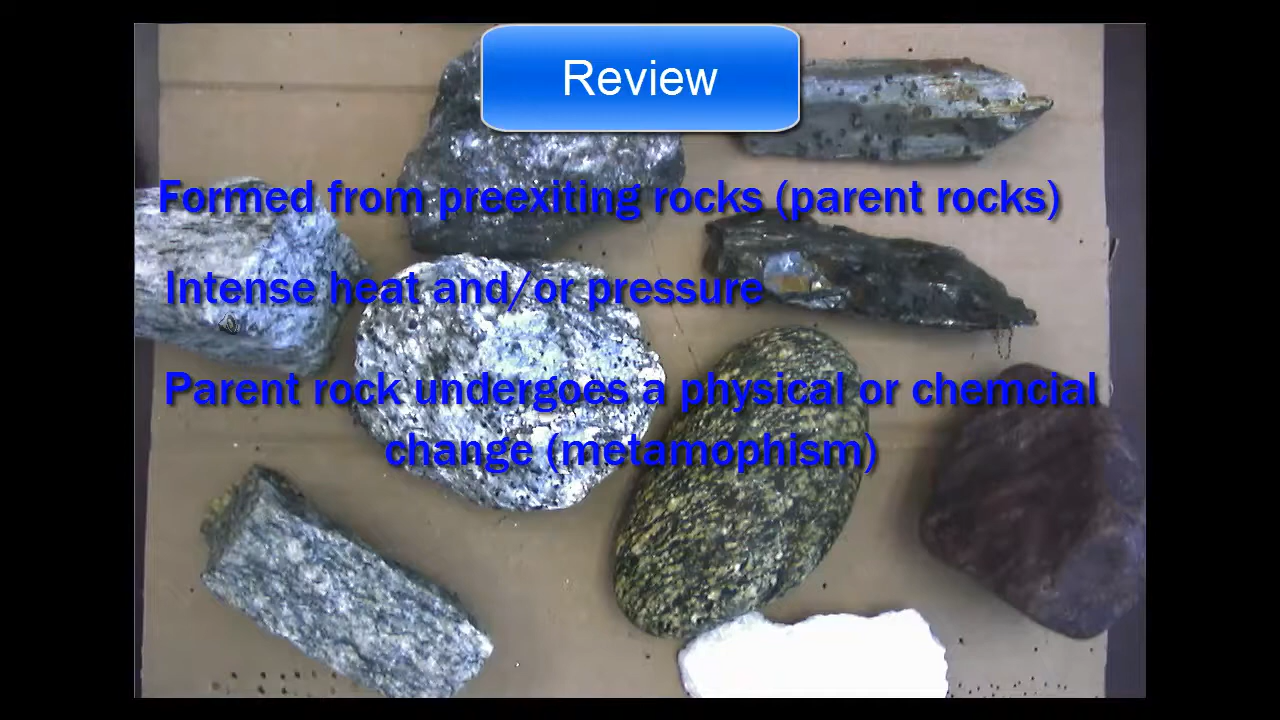 Review
Formed from preexiting rocks (parent rocks)
Intense heat and/or pressure
Parent rock undergoes a physical or chemcial
change (metamophism)